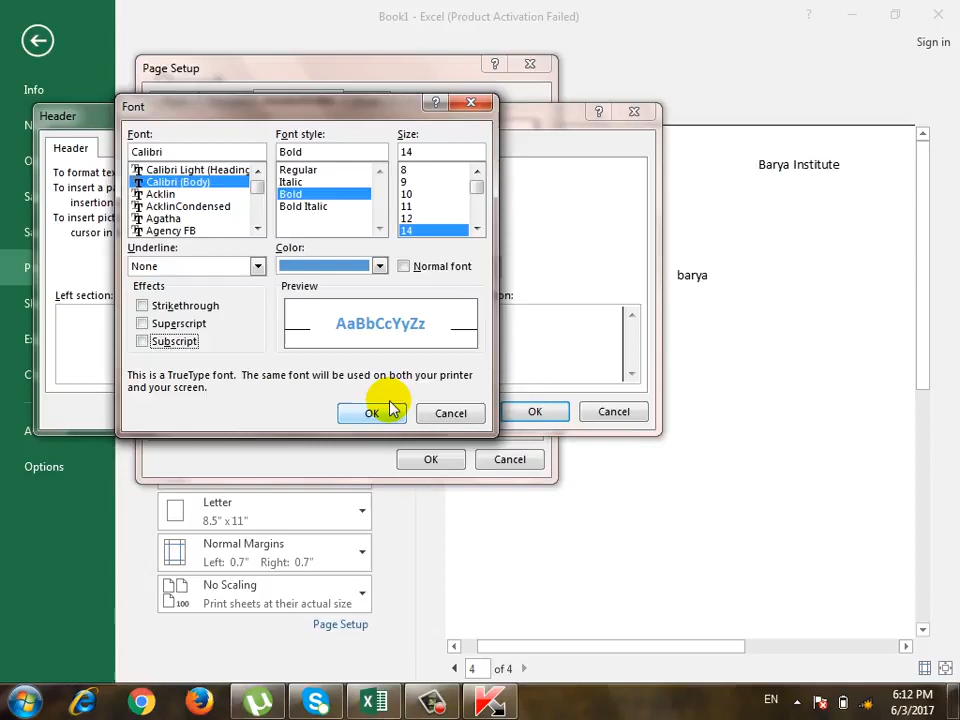 Book1 - Excel (Product Activation Failed)
Sign in
Info
Page Setup
Header
Font
Header
To format text
To insert a pa
insertion
To insert pict
cursor in
Left section:
Font:
Calibri
Calibri Light (Heading
Calibri (Body)
Acklin
AcklinCondensed
Agatha
Agency FB
Font style:
Bold
Regular
Italic
Bold
Bold Italic
Size:
14
8
9
10
11
12
14
Underline:
None
Color:
Normal font
Effects
Strikethrough
Superscript
Subscript
Preview
AaBbCcYyZz
This is a TrueType font. The same font will be used on both your printer
and your screen.
OK
Cancel
on:
OK
Cancel
OK
Cancel
Barya Institute
barya
Options
Letter
8.5" x 11"
Normal Margins
Left: 0.7" Right: 0.7"
No Scaling
Print sheets at their actual size
100
Page Setup
4 of 4
EN
6:12 PM
6/3/2017